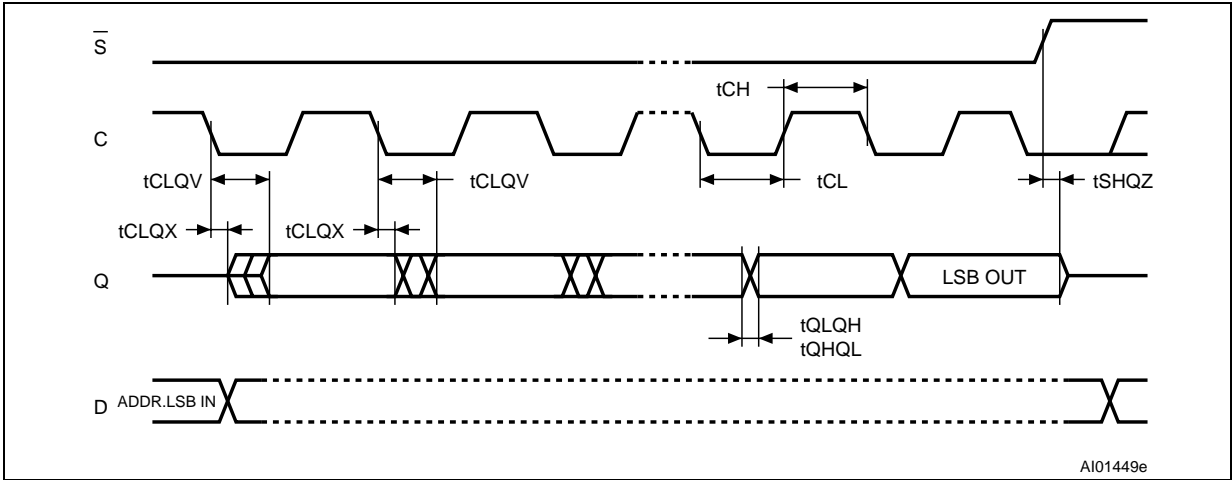 S̅
tCH
C
tCLQV
tCLQV
tCL
tSHQZ
tCLQX
tCLQX
Q
LSB OUT
tQLQH
tQHQL
D
ADDR.LSB IN
AI01449e